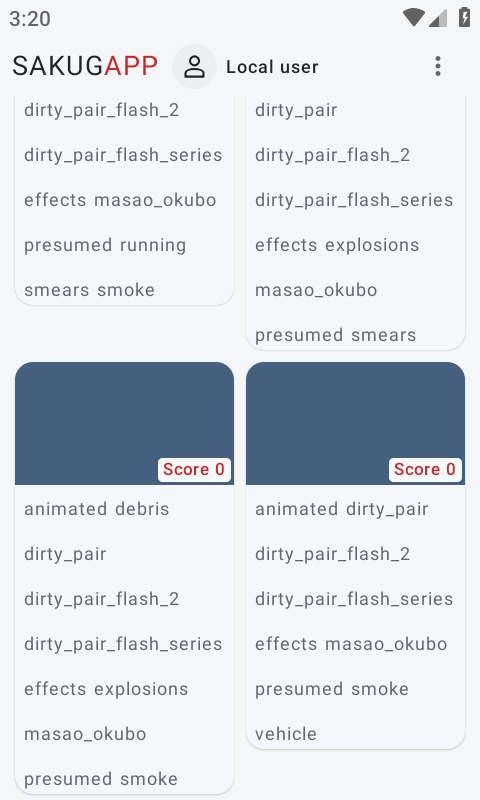 3:20
SAKUGAPP Local user
dirty_pair_flash_2
dirty_pair_flash_series
effects masao_okubo
presumed running
smears smoke
dirty_pair
dirty_pair_flash_2
dirty_pair_flash_series
effects explosions
masao_okubo
presumed smears
Score 0
animated debris
dirty_pair
dirty_pair_flash_2
dirty_pair_flash_series
effects explosions
masao_okubo
presumed smoke
Score 0
animated dirty_pair
dirty_pair_flash_2
dirty_pair_flash_series
effects masao_okubo
presumed smoke
vehicle